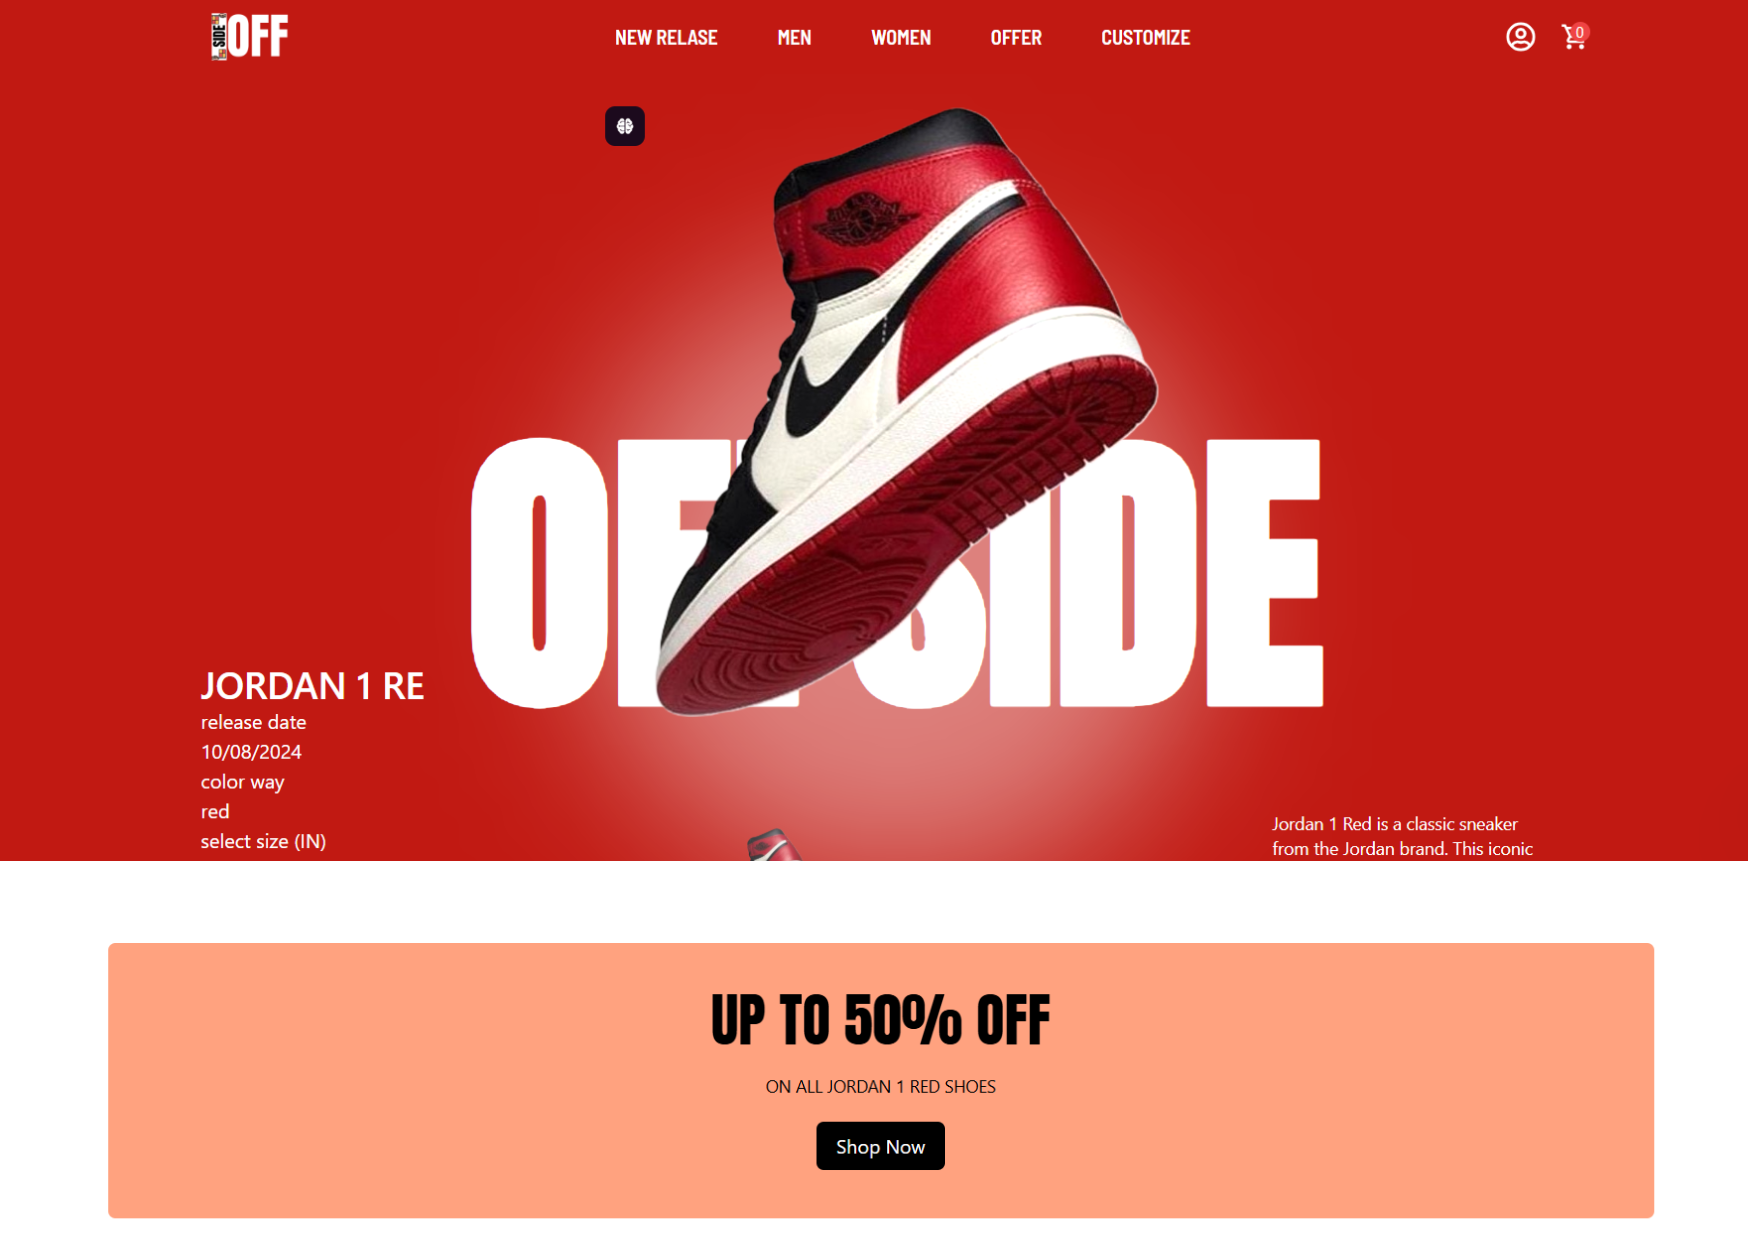 SIDE OFF
NEW RELASE MEN WOMEN OFFER CUSTOMIZE
0
OFFSIDE
JORDAN 1 RE
release date
10/08/2024
color way
red
select size (IN)
Jordan 1 Red is a classic sneaker
from the Jordan brand. This iconic
UP TO 50% OFF
ON ALL JORDAN 1 RED SHOES
Shop Now